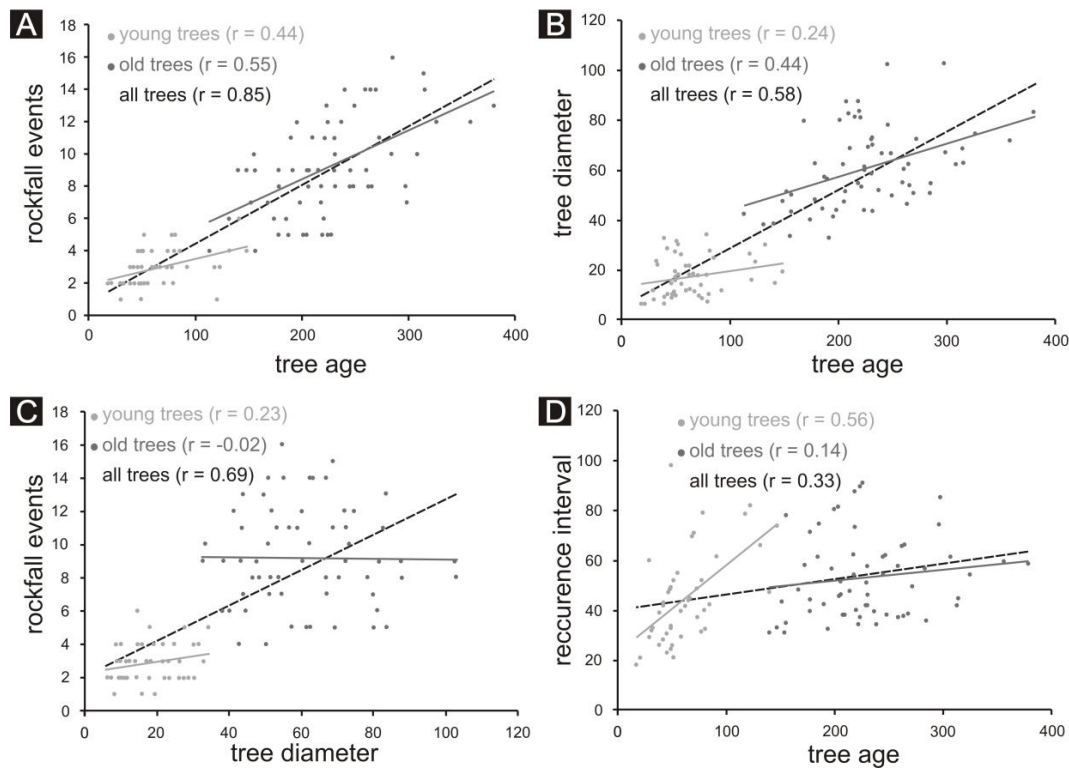 A
18
16
14
12
10
8
6
4
2
0
rockfall events
young trees (r = 0.44)
old trees (r = 0.55)
all trees (r = 0.85)
0 100 200 300 400
tree age
B
120
100
80
60
40
20
0
tree diameter
young trees (r = 0.24)
old trees (r = 0.44)
all trees (r = 0.58)
0 100 200 300 400
tree age
C
18
16
14
12
10
8
6
4
2
0
rockfall events
young trees (r = 0.23)
old trees (r = -0.02)
all trees (r = 0.69)
0 20 40 60 80 100 120
tree diameter
D
120
100
80
60
40
20
0
reccurence interval
young trees (r = 0.56)
old trees (r = 0.14)
all trees (r = 0.33)
0 100 200 300 400
tree age